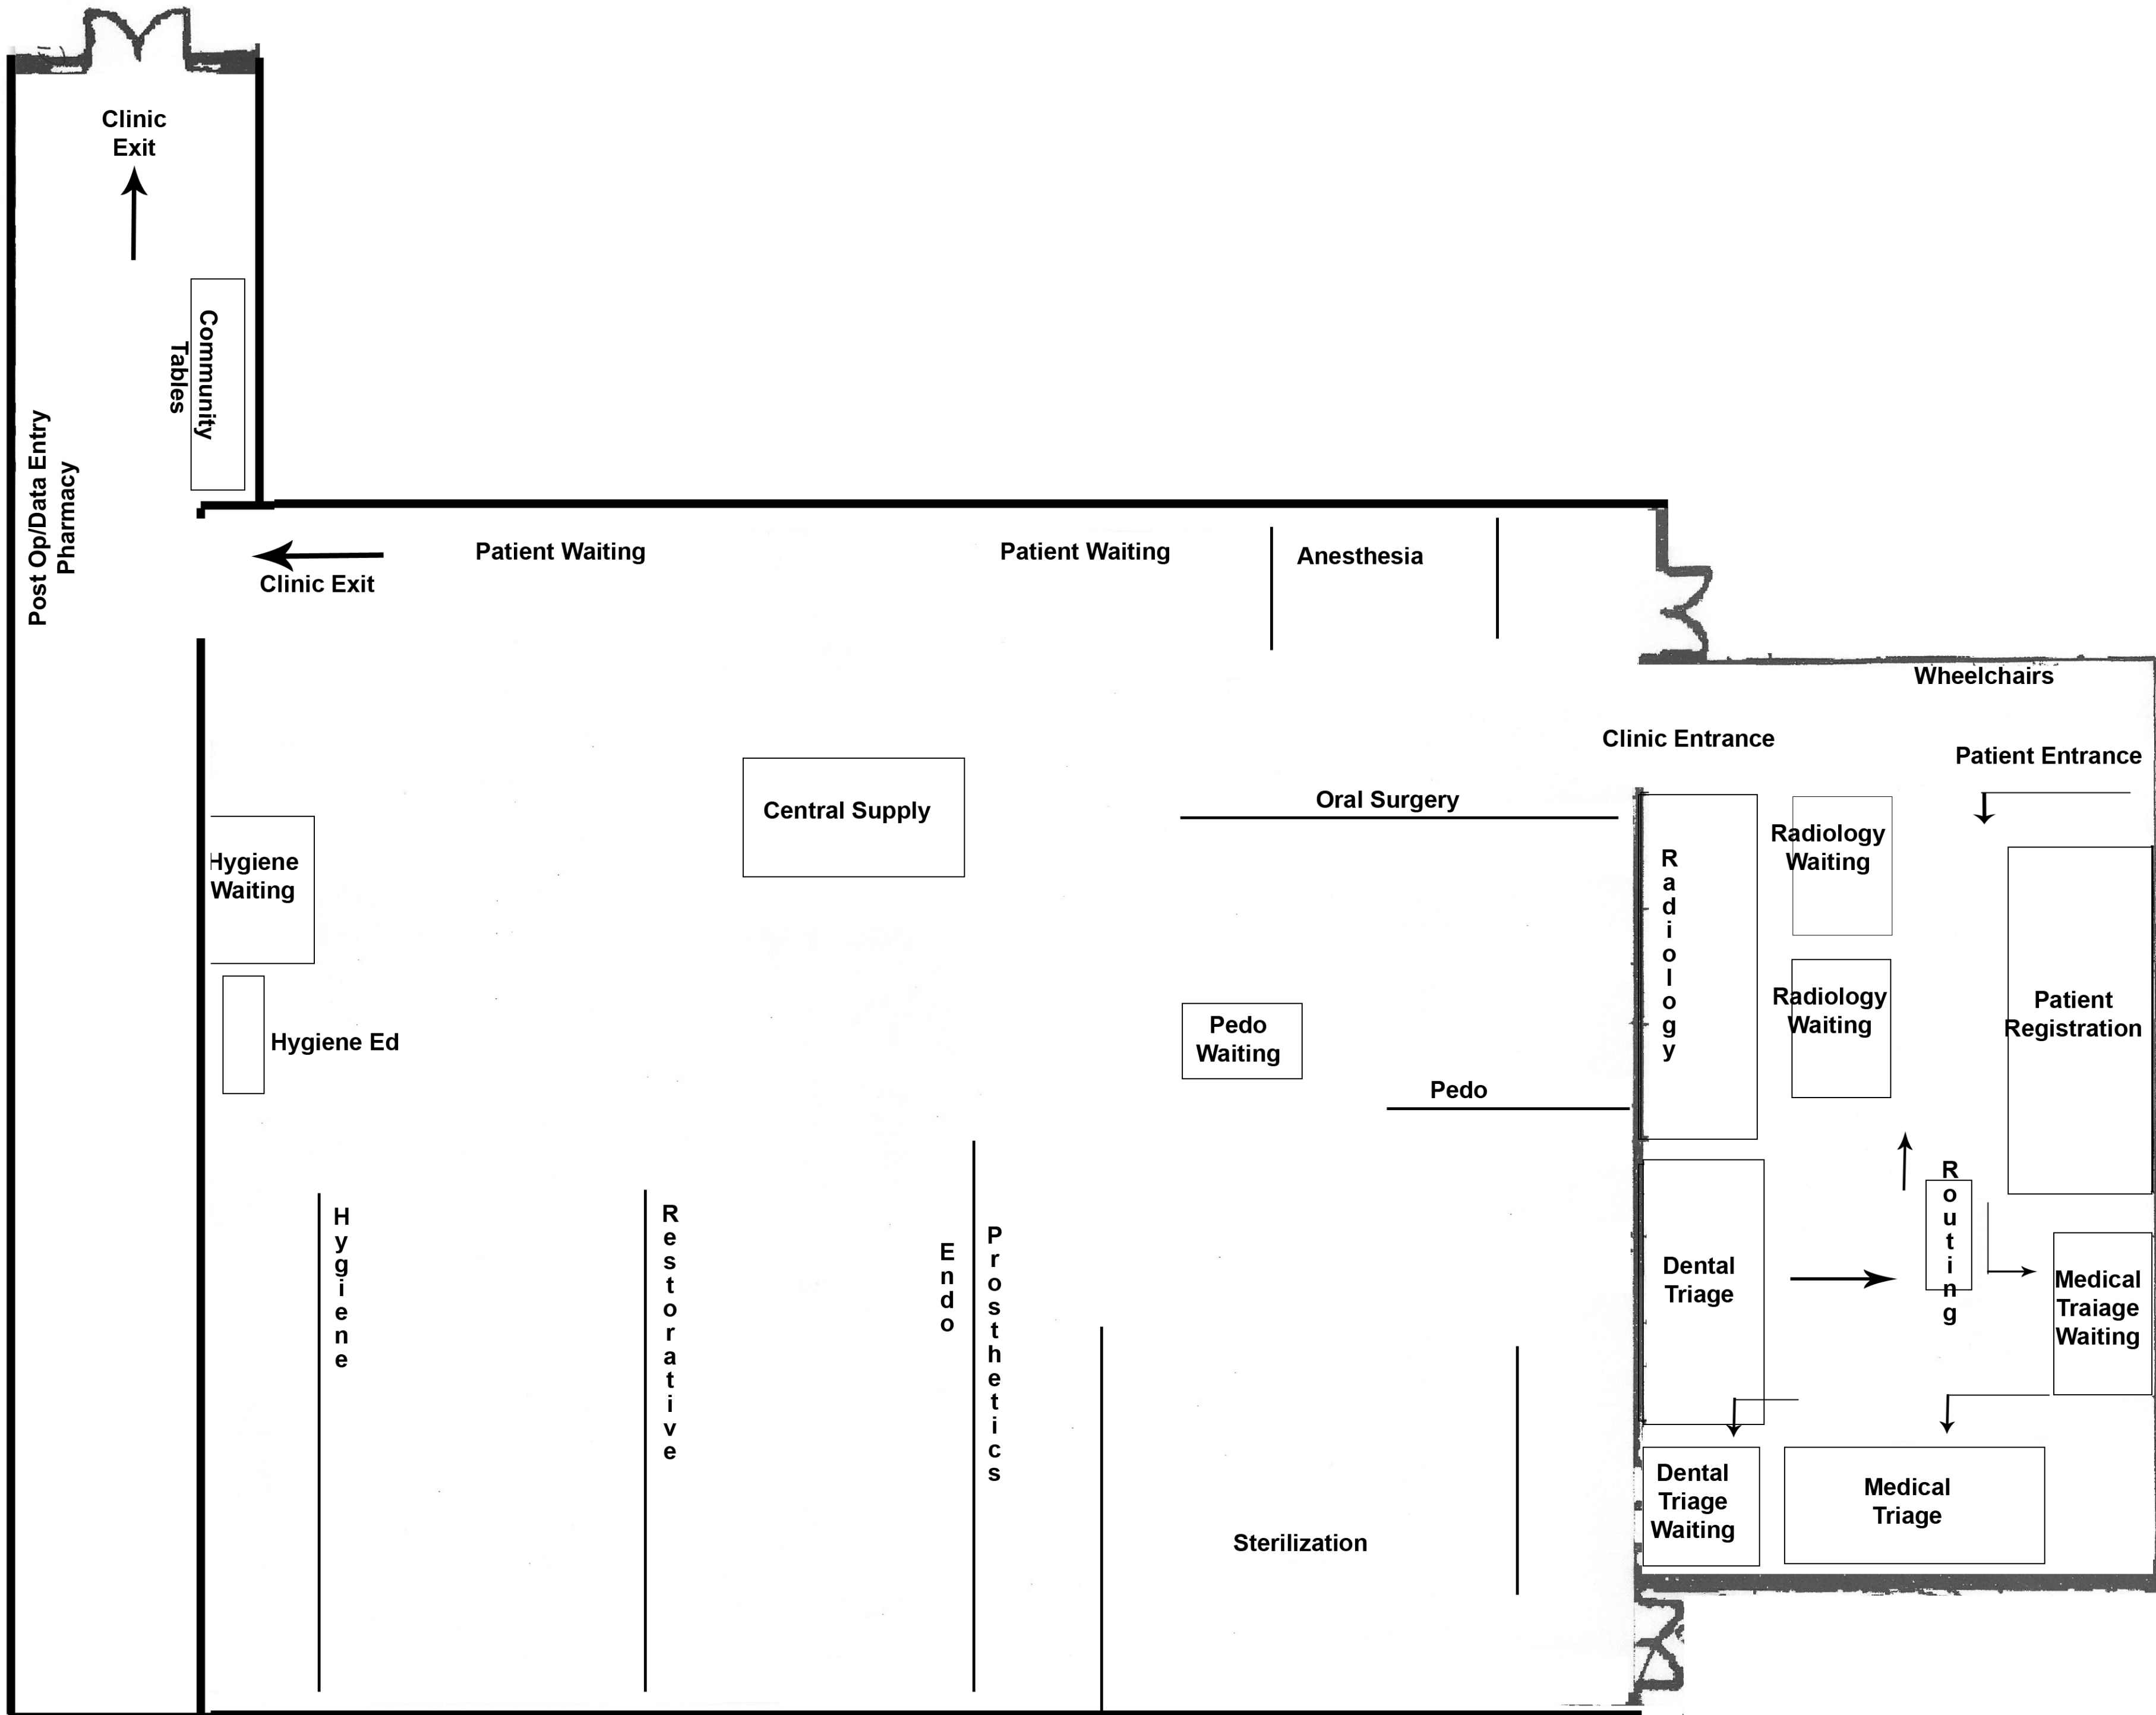 Clinic
Exit
Community
Tables
Post Op/Data Entry
Pharmacy
Clinic Exit
Patient Waiting
Patient Waiting
Anesthesia
Wheelchairs
Clinic Entrance
Patient Entrance
Central Supply
Oral Surgery
Hygiene
Waiting
Radiology
Radiology
Waiting
Radiology
Waiting
Patient
Registration
Hygiene Ed
Pedo
Waiting
Pedo
Hygiene
Restorative
Endo
Prosthetics
Routing
Dental
Triage
Medical
Traiage
Waiting
Dental
Triage
Waiting
Medical
Triage
Sterilization